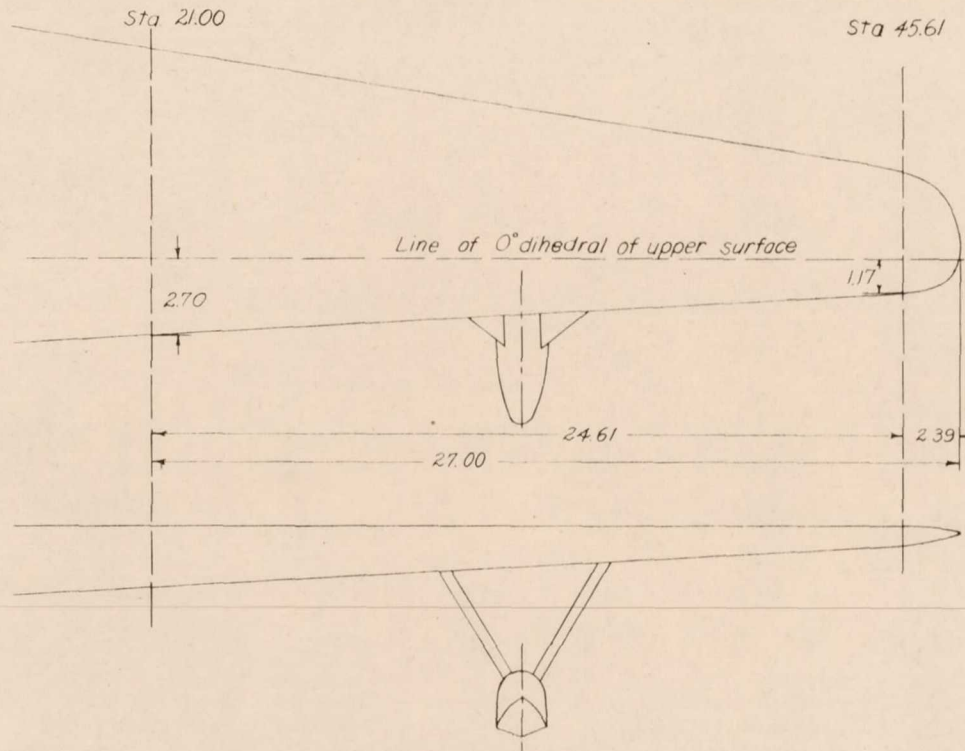 Sta 21.00
Sta 45.61
Line of 0° dihedral of upper surface
1.17
2.70
24.61
2.39
27.00